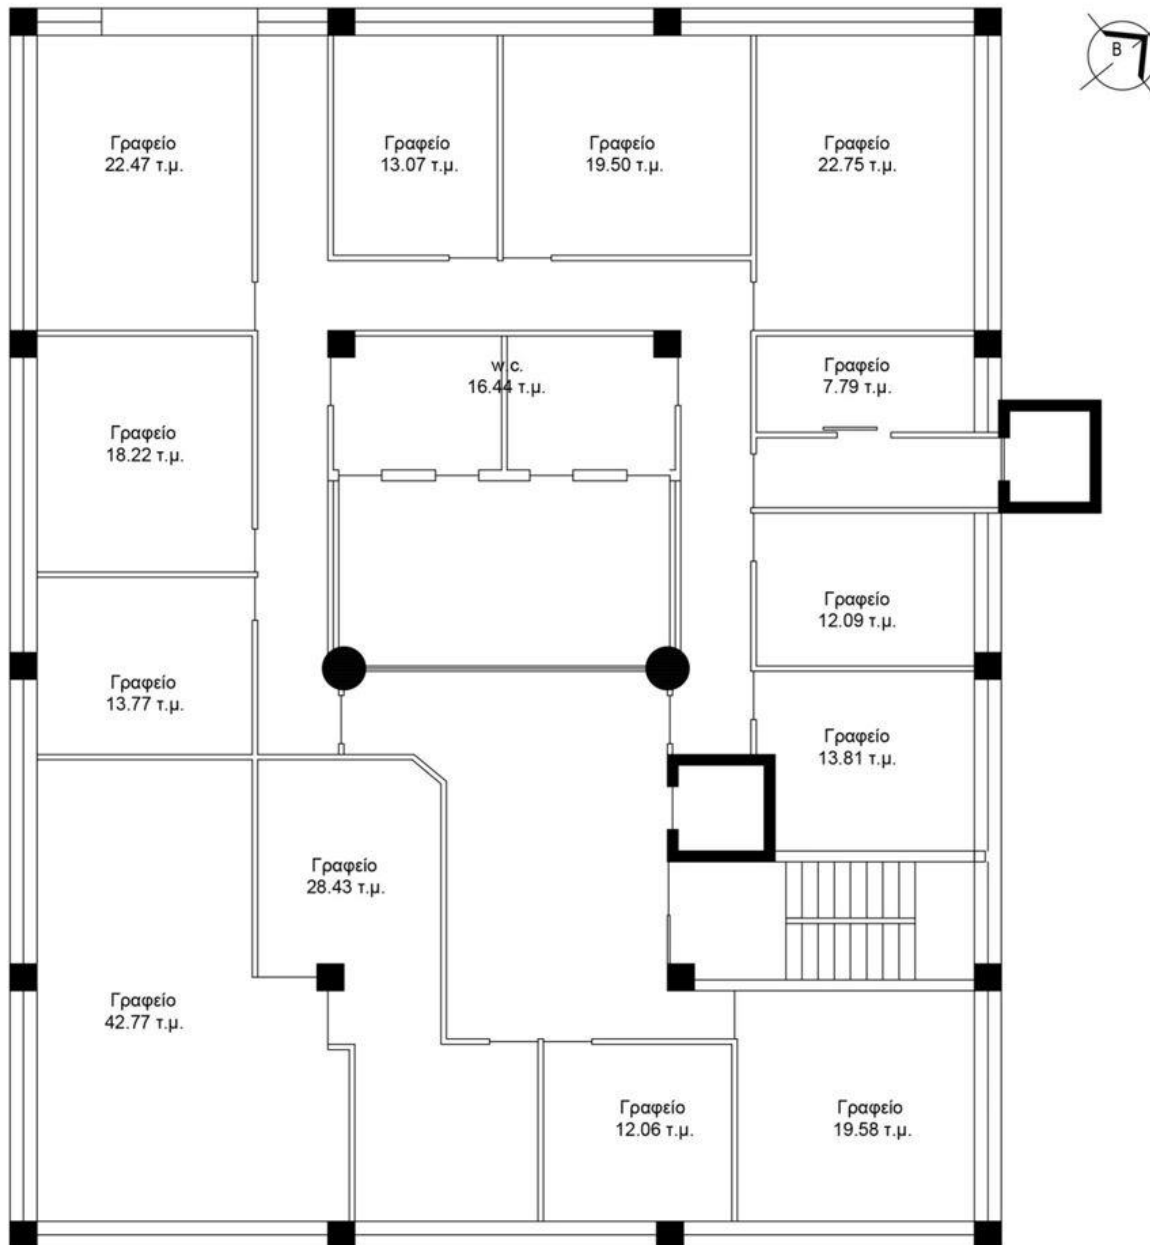 B
Γραφείο
22.47 τ.μ.
Γραφείο
13.07 τ.μ.
Γραφείο
19.50 τ.μ.
Γραφείο
22.75 τ.μ.
w.c.
16.44 τ.μ.
Γραφείο
7.79 τ.μ.
Γραφείο
18.22 τ.μ.
Γραφείο
12.09 τ.μ.
Γραφείο
13.77 τ.μ.
Γραφείο
13.81 τ.μ.
Γραφείο
28.43 τ.μ.
Γραφείο
42.77 τ.μ.
Γραφείο
12.06 τ.μ.
Γραφείο
19.58 τ.μ.